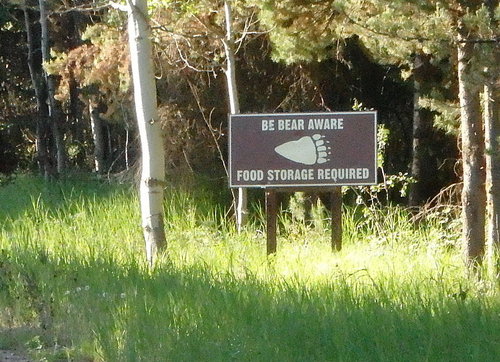 BE BEAR AWARE
FOOD STORAGE REQUIRED